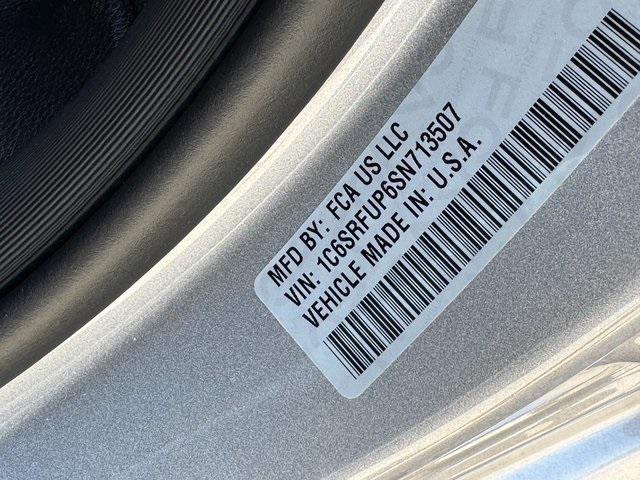 MFD BY: FCA US LLC
VIN: 1C6SRFUP6SN713507
VEHICLE MADE IN: U.S.A.